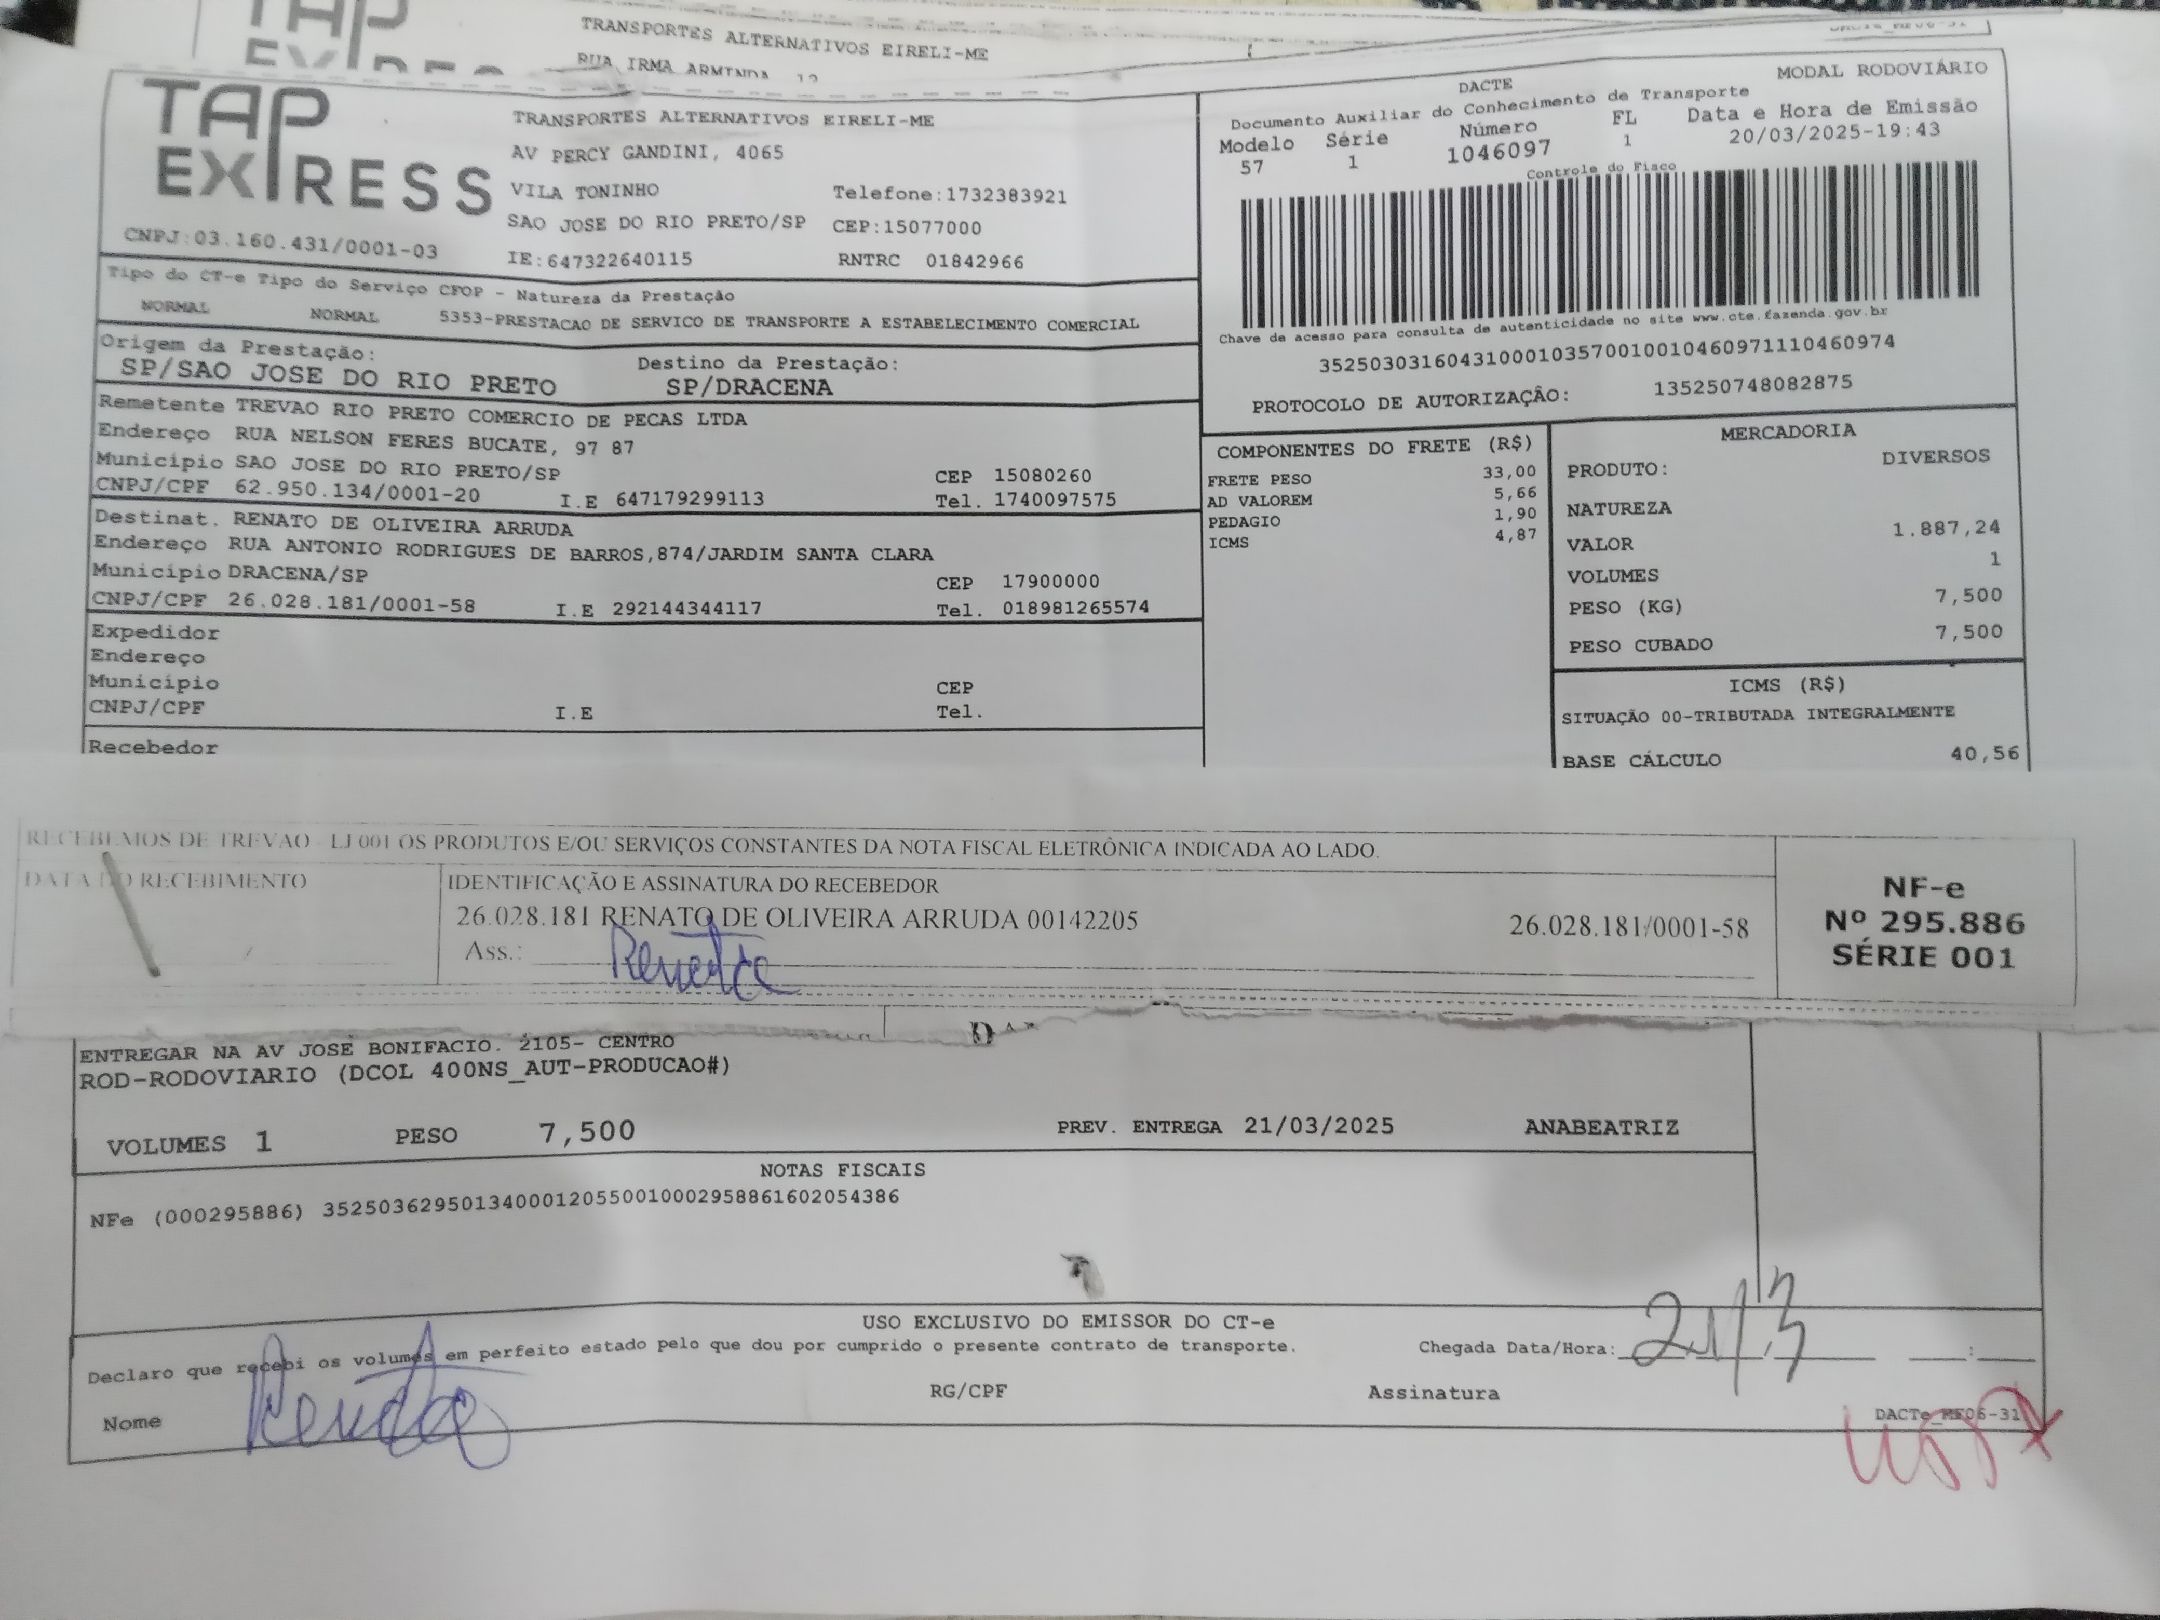 TAP
TRANSPORTES ALTERNATIVOS EIRELI-ME
RUA IRMA ARMINDA
TAP EXPRESS
CNPJ:03.160.431/0001-03
TRANSPORTES ALTERNATIVOS EIRELI-ME
AV PERCY GANDINI, 4065
VILA TONINHO Telefone:1732383921
SAO JOSE DO RIO PRETO/SP CEP:15077000
IE:647322640115 RNTRC 01842966
MODAL RODOVIÁRIO
DACTE
Documento Auxiliar do Conhecimento de Transporte
Modelo Série Número FL Data e Hora de Emissão
57 1 1046097 1 20/03/2025-19:43
Controle do Fisco
Chave de acesso para consulta de autenticidade no site www.cte.fazenda.gov.br
35250303160431000103570010010460971110460974
PROTOCOLO DE AUTORIZAÇÂO: 135250748082875
Tipo do CT-e Tipo do Serviço CFOP - Natureza da Prestação
NORMAL NORMAL 5353-PRESTACAO DE SERVICO DE TRANSPORTE A ESTABELECIMENTO COMERCIAL
Origem da Prestação: Destino da Prestação:
SP/SAO JOSE DO RIO PRETO SP/DRACENA
Remetente TREVAO RIO PRETO COMERCIO DE PECAS LTDA
Endereço RUA NELSON FERES BUCATE, 97 87
Município SAO JOSE DO RIO PRETO/SP CEP 15080260
CNPJ/CPF 62.950.134/0001-20 I.E 647179299113 Tel. 1740097575
Destinat. RENATO DE OLIVEIRA ARRUDA
Endereço RUA ANTONIO RODRIGUES DE BARROS,874/JARDIM SANTA CLARA
Município DRACENA/SP CEP 17900000
CNPJ/CPF 26.028.181/0001-58 I.E 292144344117 Tel. 018981265574
Expedidor
Endereço
Município CEP
CNPJ/CPF I.E Tel.
Recebedor
COMPONENTES DO FRETE (R$)
FRETE PESO 33,00
AD VALOREM 5,66
PEDAGIO 1,90
ICMS 4,87
MERCADORIA
PRODUTO: DIVERSOS
NATUREZA
VALOR 1.887,24
VOLUMES 1
PESO (KG) 7,500
PESO CUBADO 7,500
ICMS (R$)
SITUAÇÃO 00-TRIBUTADA INTEGRALMENTE
BASE CÁLCULO 40,56
RECEBEMOS DE TREVAO - LJ 001 OS PRODUTOS E/OU SERVIÇOS CONSTANTES DA NOTA FISCAL ELETRÔNICA INDICADA AO LADO.
DATA DO RECEBIMENTO
IDENTIFICAÇÃO E ASSINATURA DO RECEBEDOR
26.028.181 RENATO DE OLIVEIRA ARRUDA 00142205 26.028.181/0001-58
Ass.:
NF-e
Nº 295.886
SÉRIE 001
ENTREGAR NA AV JOSE BONIFACIO. 2105- CENTRO
ROD-RODOVIARIO (DCOL 400NS_AUT-PRODUCAO#)
VOLUMES 1 PESO 7,500 PREV. ENTREGA 21/03/2025 ANABEATRIZ
NOTAS FISCAIS
NFe (000295886) 35250362950134000120550010002958861602054386
USO EXCLUSIVO DO EMISSOR DO CT-e
Declaro que recebi os volumes em perfeito estado pelo que dou por cumprido o presente contrato de transporte.
Chegada Data/Hora: 21/3
Nome RG/CPF Assinatura
DACTe_RE06-31